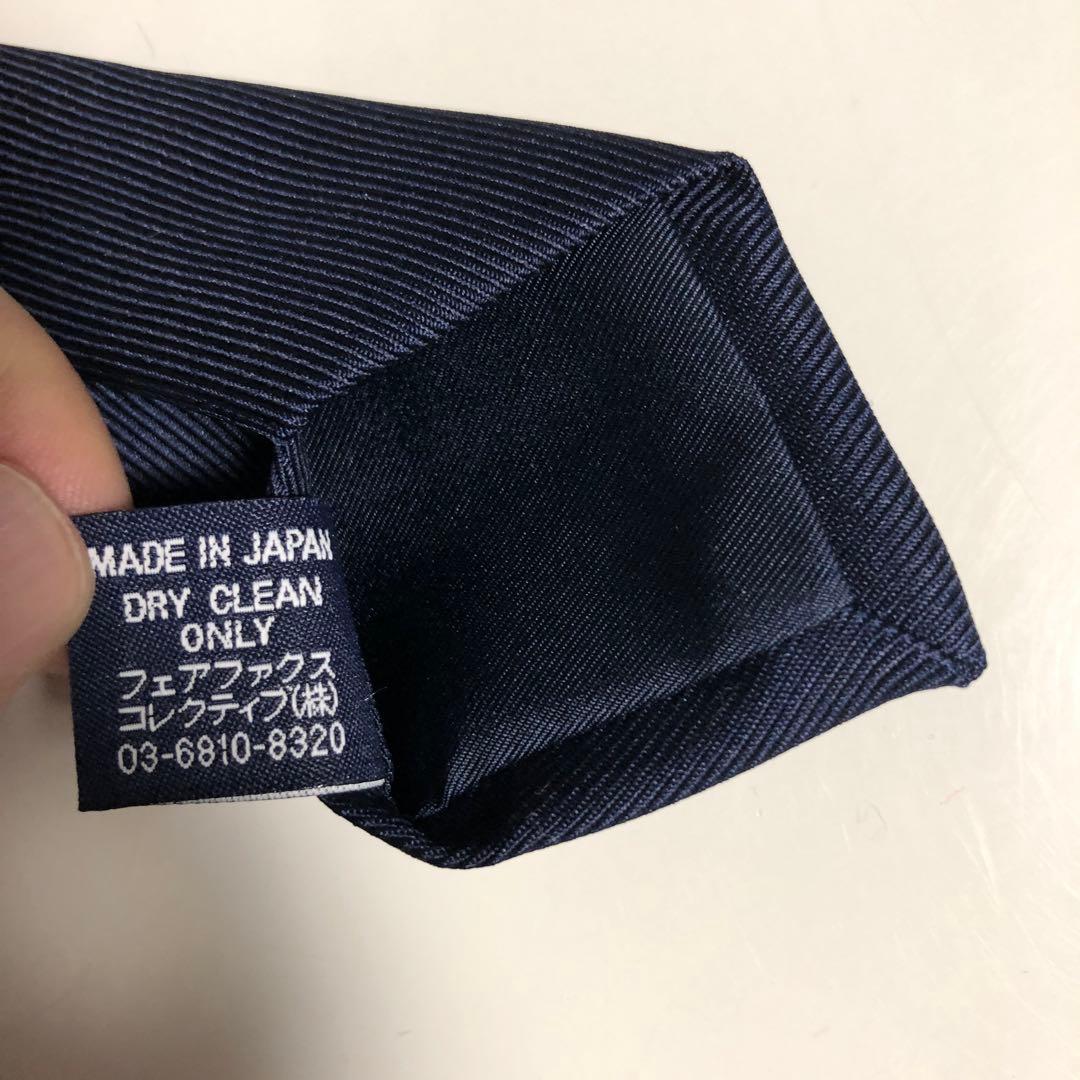 MADE IN JAPAN
DRY CLEAN
ONLY
フェアファクス
コレクティブ(株)
03-6810-8320